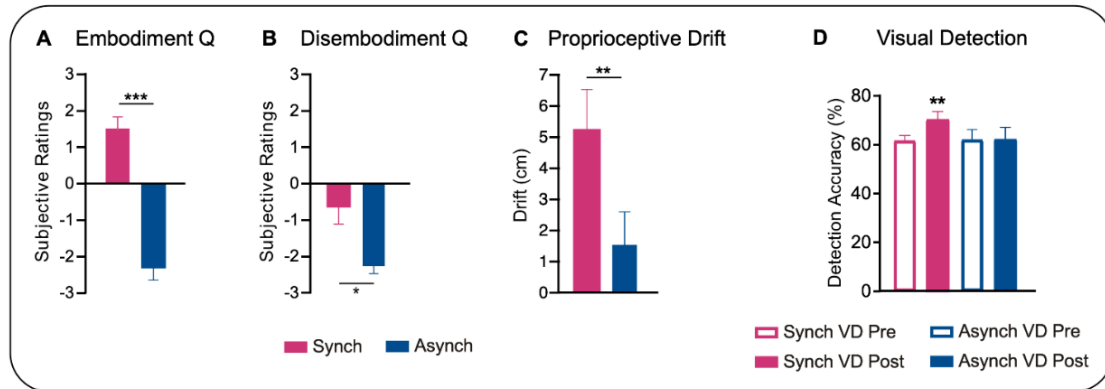 A Embodiment Q
B Disembodiment Q
C Proprioceptive Drift
D Visual Detection
Subjective Ratings
3
2
1
0
-1
-2
-3
***
Subjective Ratings
3
2
1
0
-1
-2
-3
*
Drift (cm)
7
6
5
4
3
2
1
0
**
Detection Accuracy (%)
80
60
40
20
0
**
Synch Asynch
Synch VD Pre Asynch VD Pre
Synch VD Post Asynch VD Post